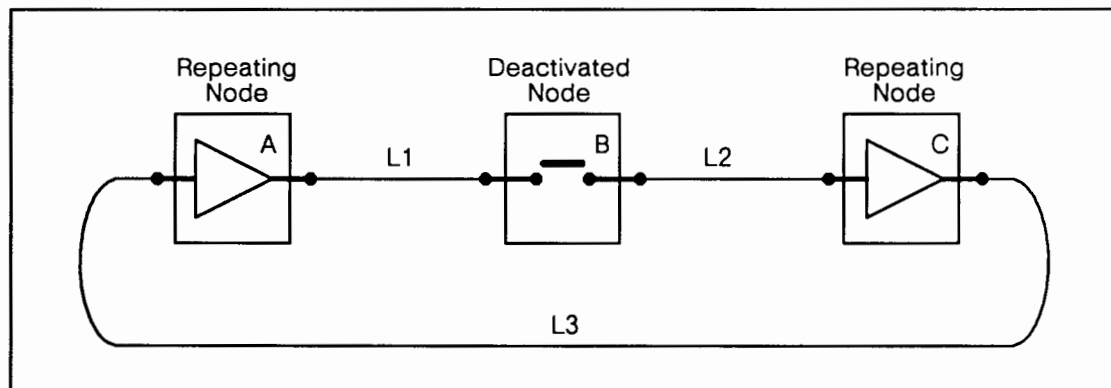 Repeating
Node
Deactivated
Node
Repeating
Node
A
B
C
L1
L2
L3